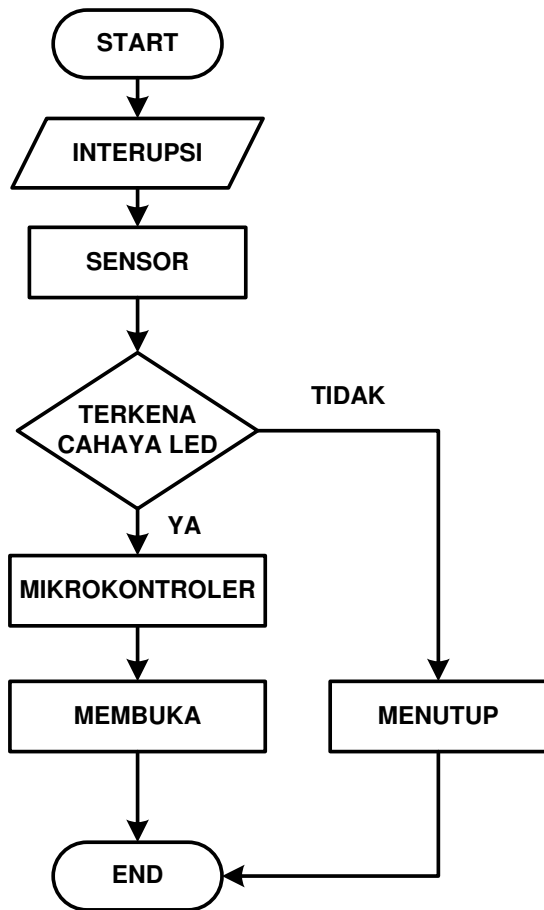 START
INTERUPSI
SENSOR
TERKENA
CAHAYA LED
TIDAK
YA
MIKROKONTROLER
MEMBUKA
MENUTUP
END